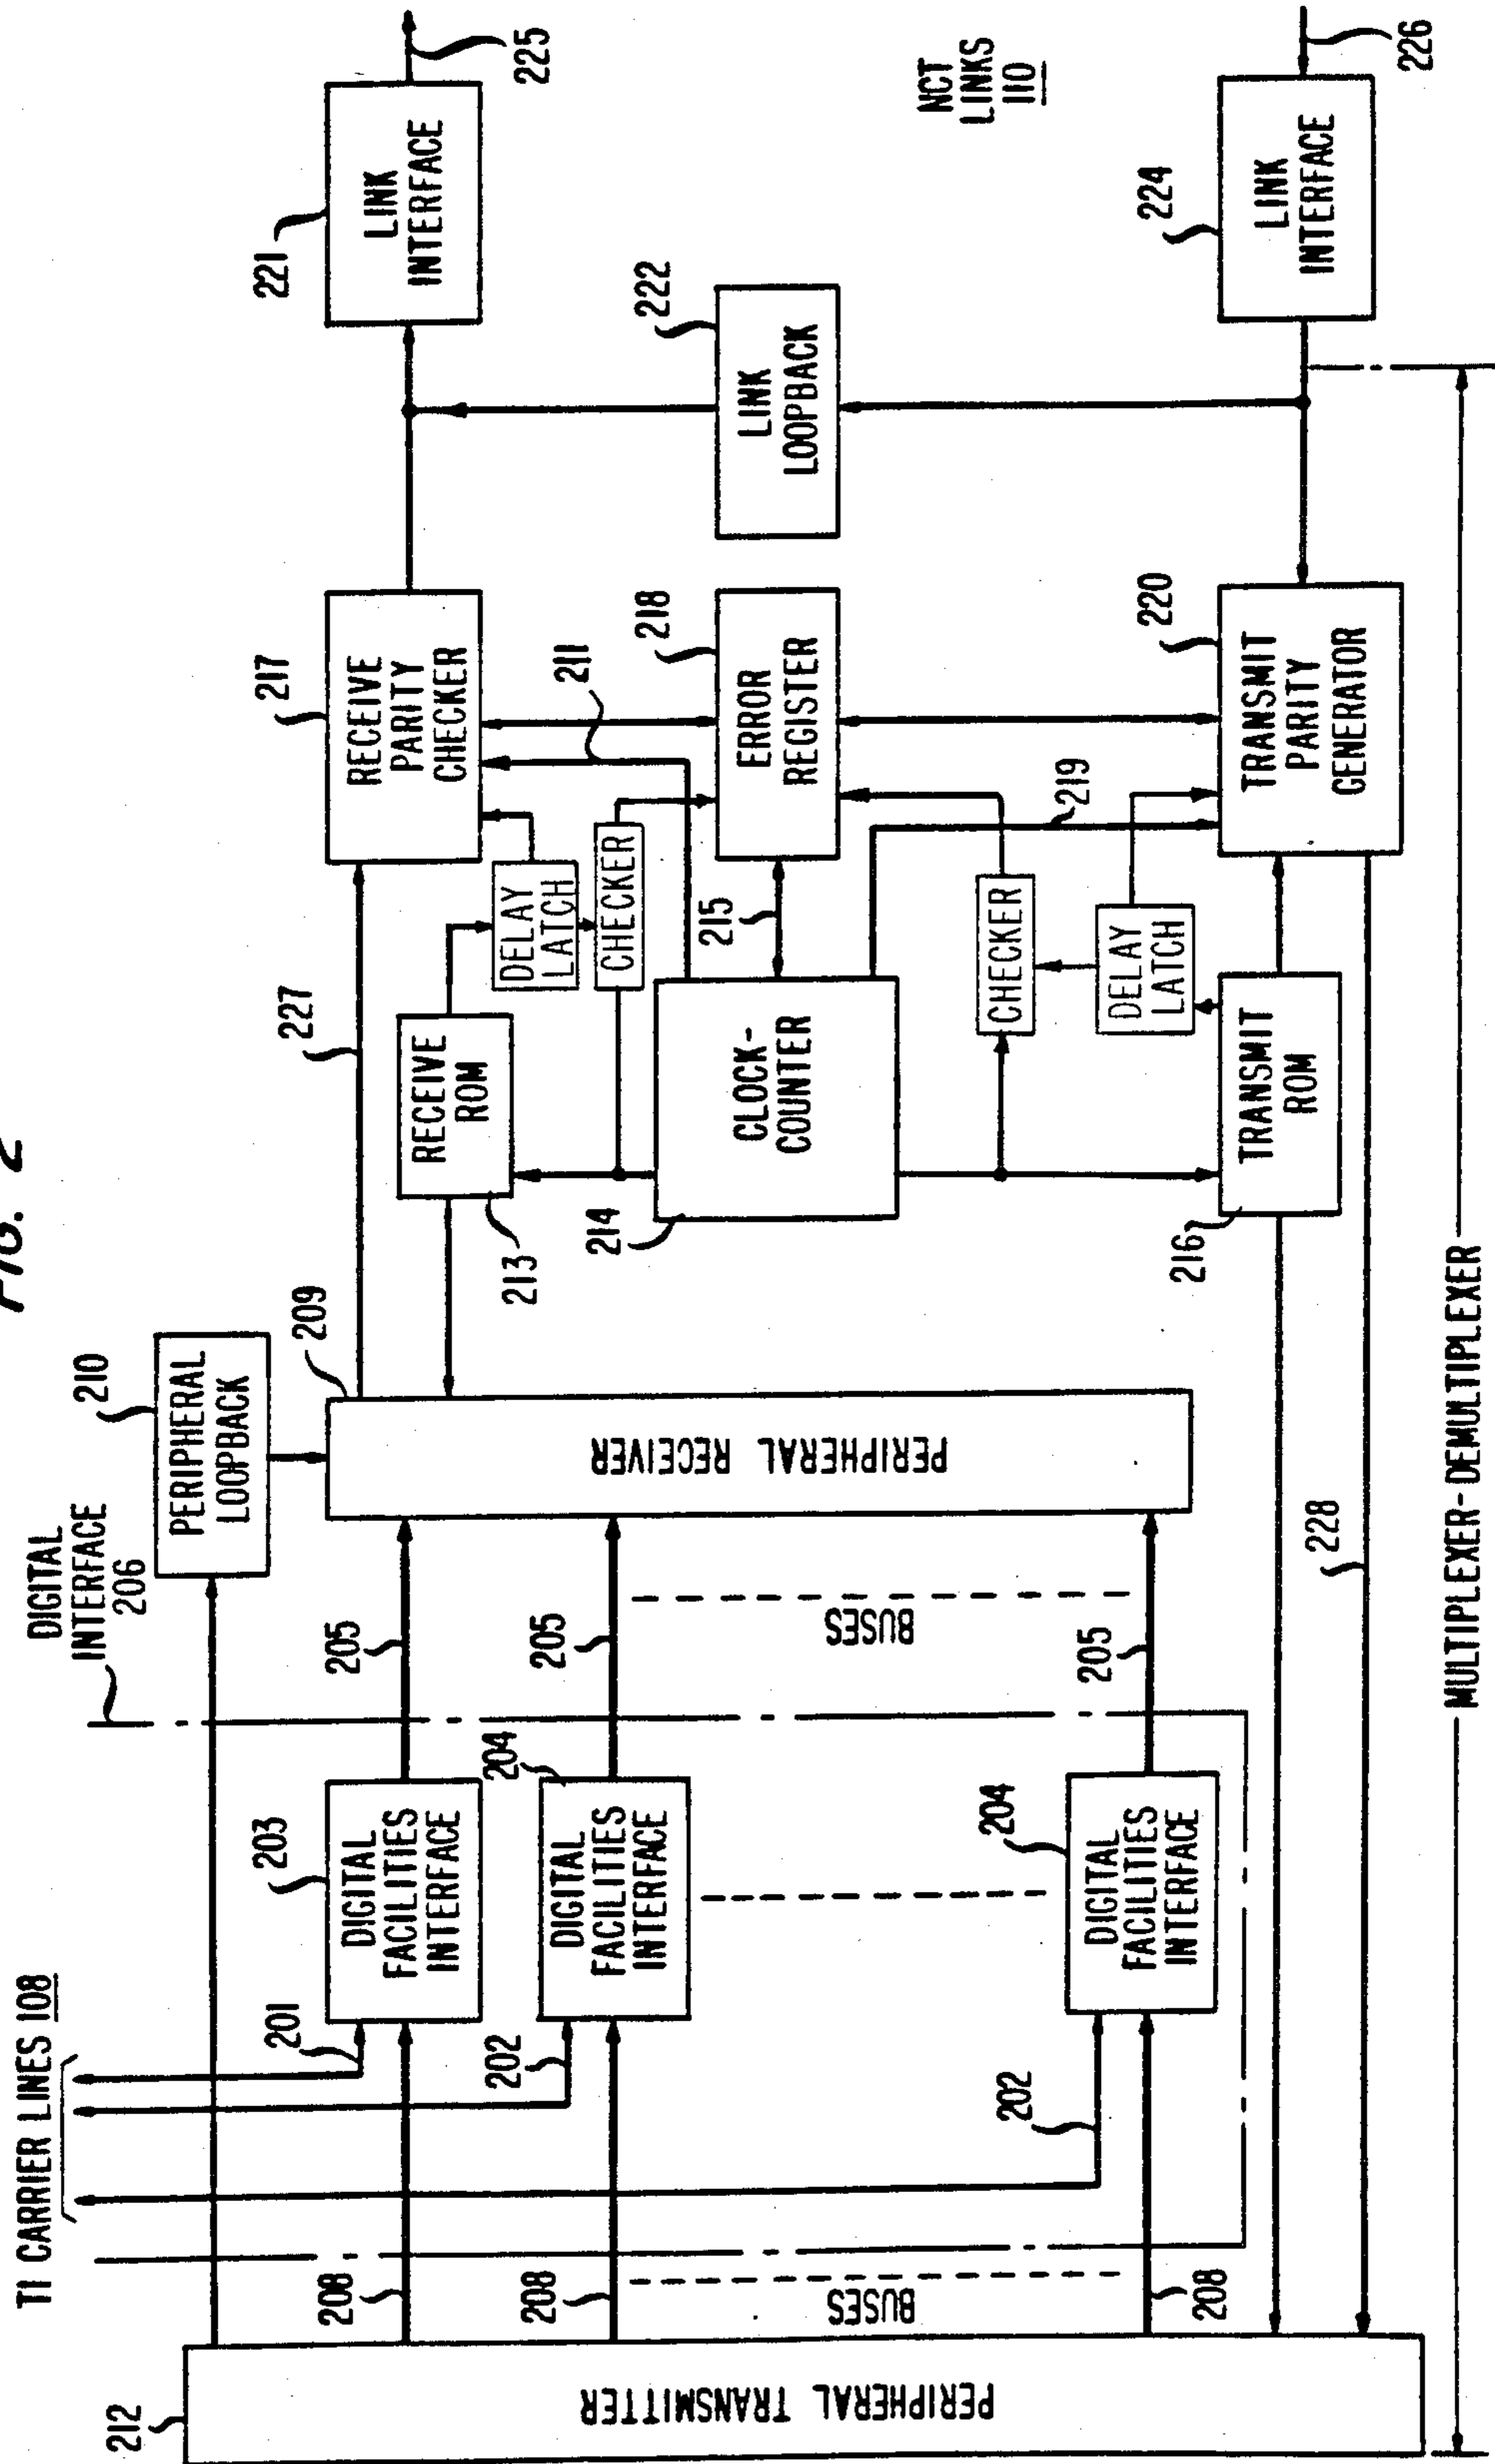 FIG. 2
T1 CARRIER LINES 108
DIGITAL
INTERFACE
206
212
PERIPHERAL TRANSMITTER
208
208
208
BUSES
201
202
202
203
DIGITAL
FACILITIES
INTERFACE
204
DIGITAL
FACILITIES
INTERFACE
204
DIGITAL
FACILITIES
INTERFACE
205
205
205
BUSES
210
PERIPHERAL
LOOPBACK
209
PERIPHERAL RECEIVER
227
213
RECEIVE
ROM
DELAY
LATCH
CHECKER
217
RECEIVE
PARITY
CHECKER
211
214
CLOCK-
COUNTER
215
218
ERROR
REGISTER
CHECKER
DELAY
LATCH
219
216
TRANSMIT
ROM
220
TRANSMIT
PARITY
GENERATOR
228
221
LINK
INTERFACE
225
222
LINK
LOOPBACK
NCT
LINKS
110
224
LINK
INTERFACE
226
MULTIPLEXER-DEMULTIPLEXER